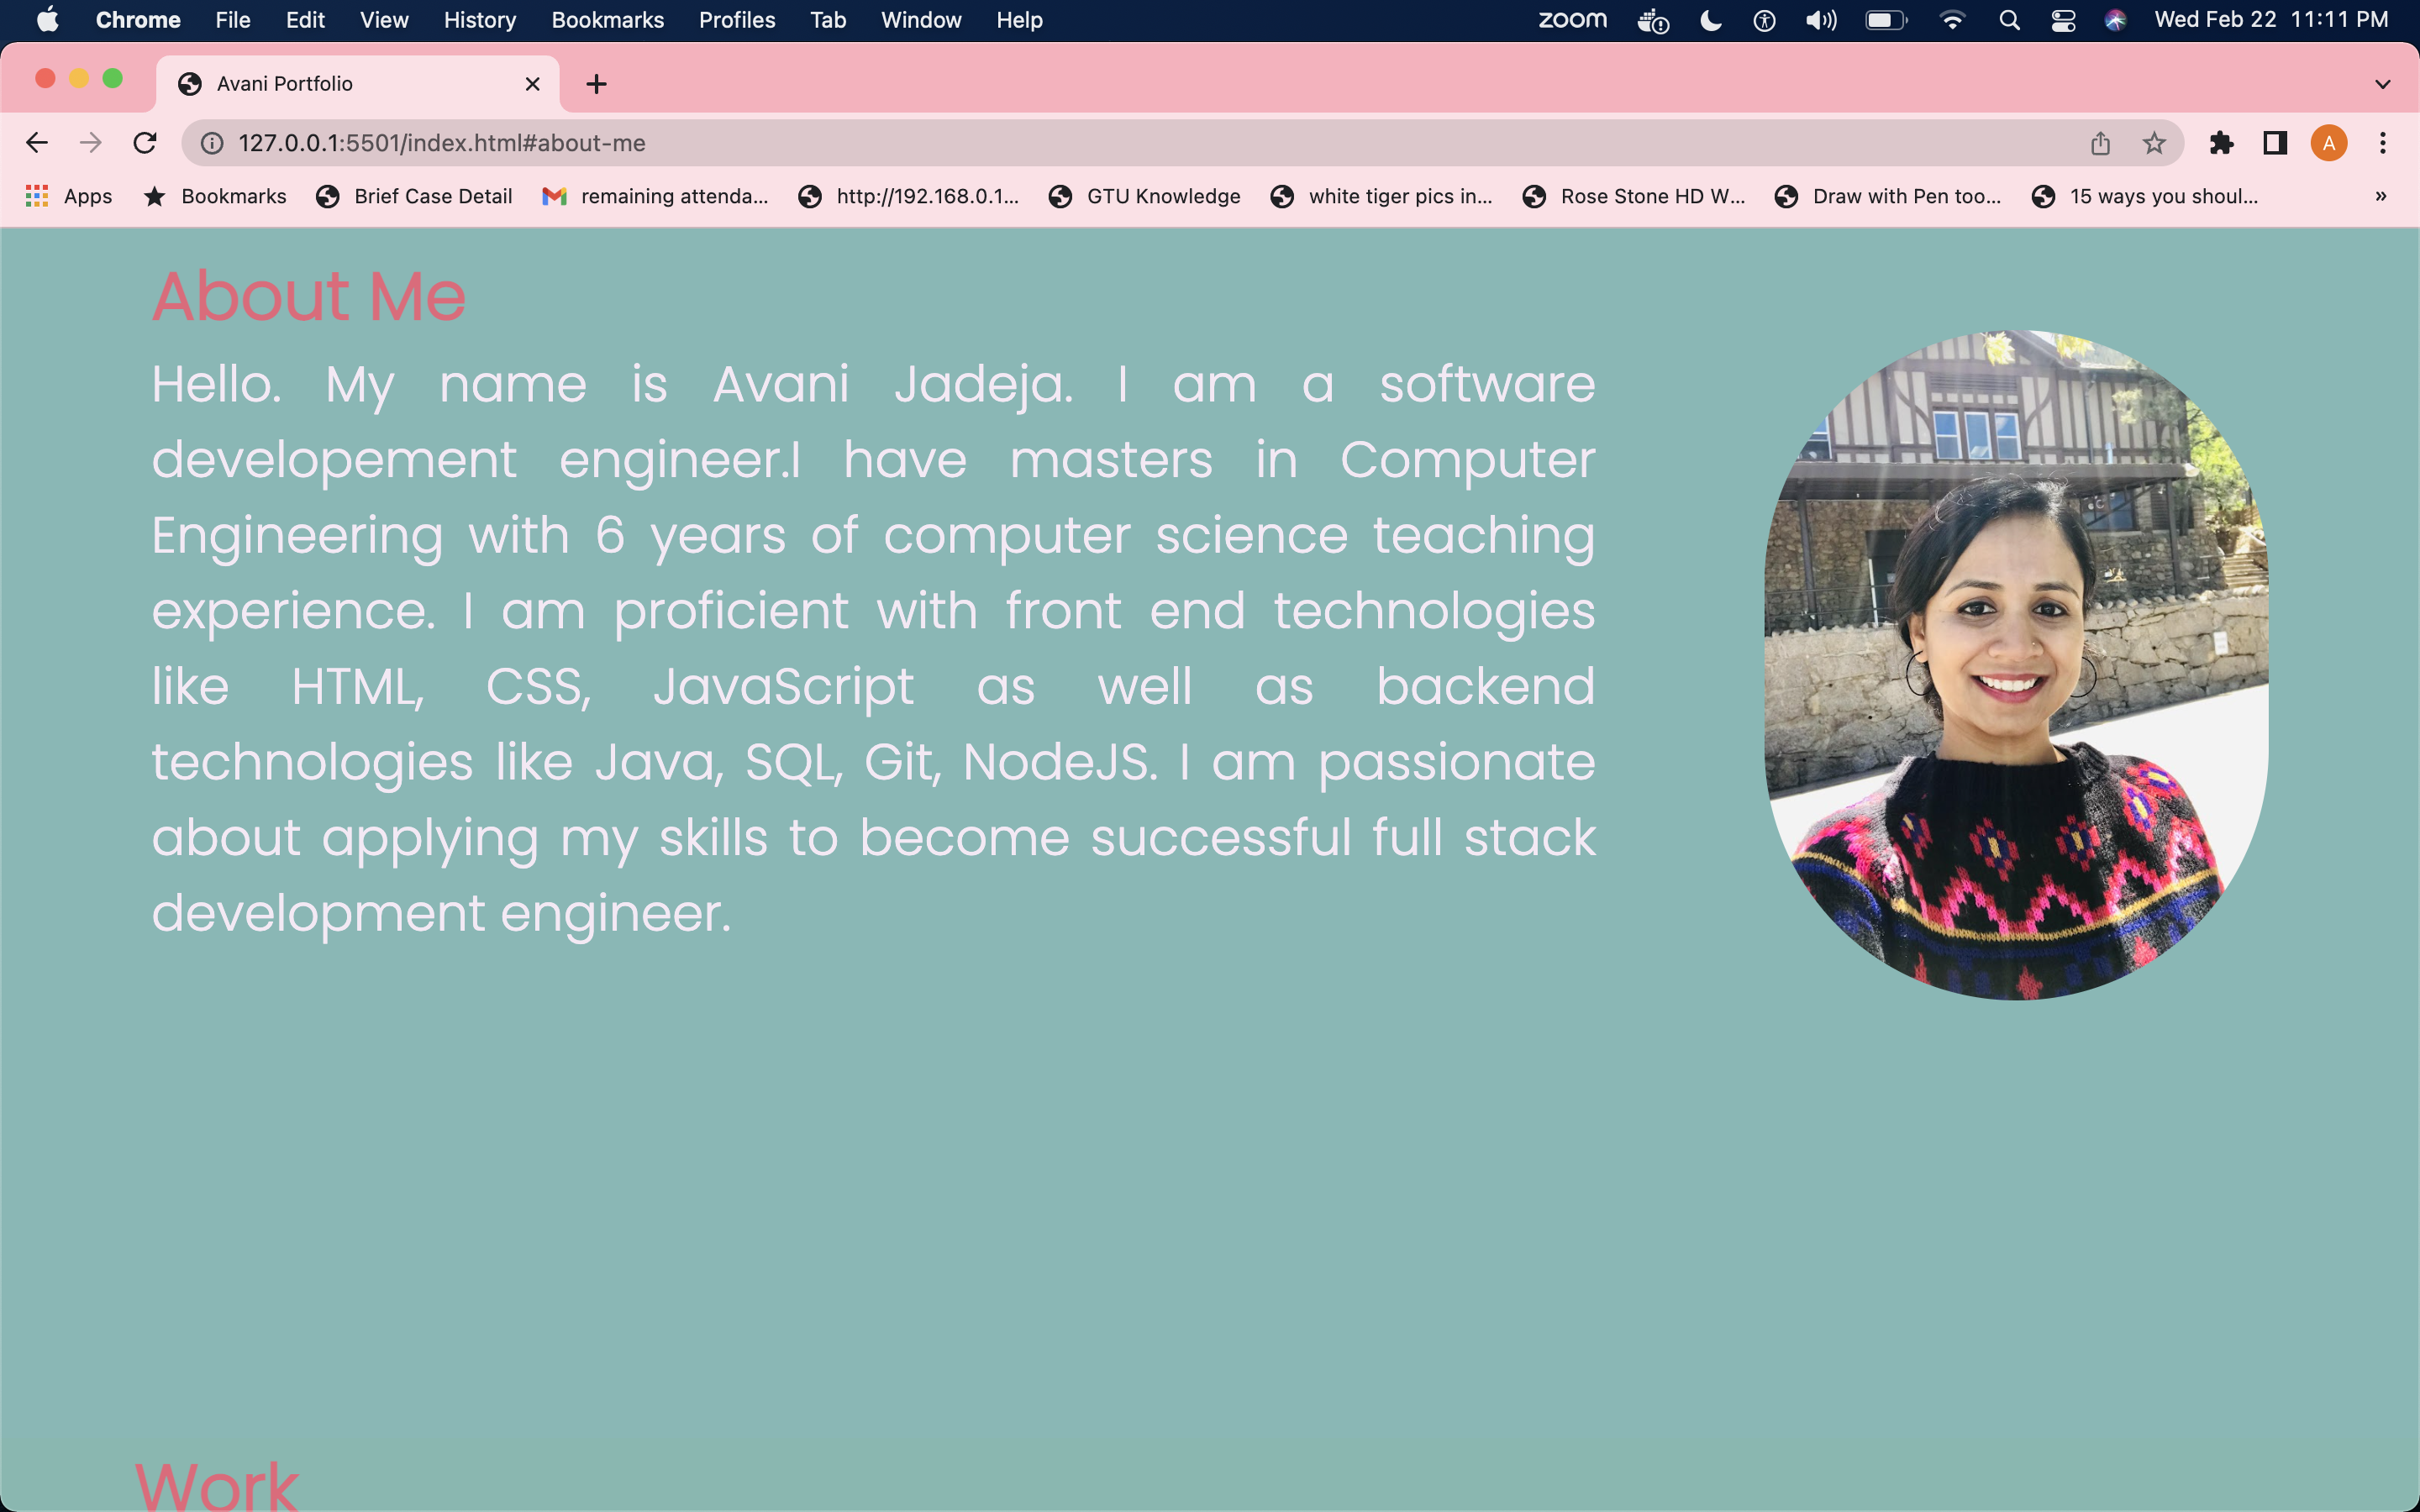 Chrome File Edit View History Bookmarks Profiles Tab Window Help zoom Wed Feb 22 11:11 PM
Avani Portfolio
127.0.0.1:5501/index.html#about-me A
Apps Bookmarks Brief Case Detail remaining attenda... http://192.168.0.1... GTU Knowledge white tiger pics in... Rose Stone HD W... Draw with Pen too... 15 ways you shoul... »
About Me
Hello. My name is Avani Jadeja. I am a software
developement engineer.I have masters in Computer
Engineering with 6 years of computer science teaching
experience. I am proficient with front end technologies
like HTML, CSS, JavaScript as well as backend
technologies like Java, SQL, Git, NodeJS. I am passionate
about applying my skills to become successful full stack
development engineer.
Work